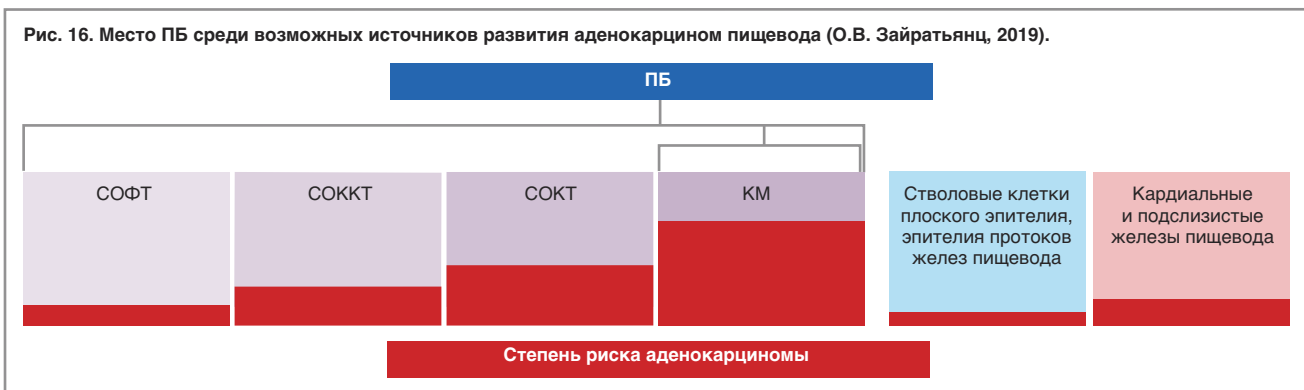 Рис. 16. Место ПБ среди возможных источников развития аденокарцином пищевода (О.В. Зайратьянц, 2019).
ПБ
СОФТ
СОККТ
СОКТ
КМ
Стволовые клетки
плоского эпителия,
эпителия протоков
желез пищевода
Кардиальные
и подслизистые
железы пищевода
Степень риска аденокарциномы